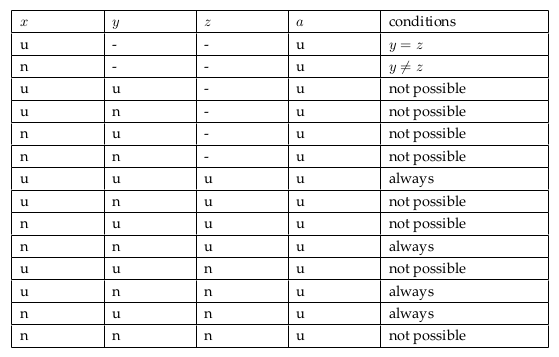 x y z a conditions
u - - u y = z
n - - u y ≠ z
u u - u not possible
u n - u not possible
n u - u not possible
n n - u not possible
u u u u always
u n u u not possible
n u u u not possible
n n u u always
u u n u not possible
u n n u always
n u n u always
n n n u not possible